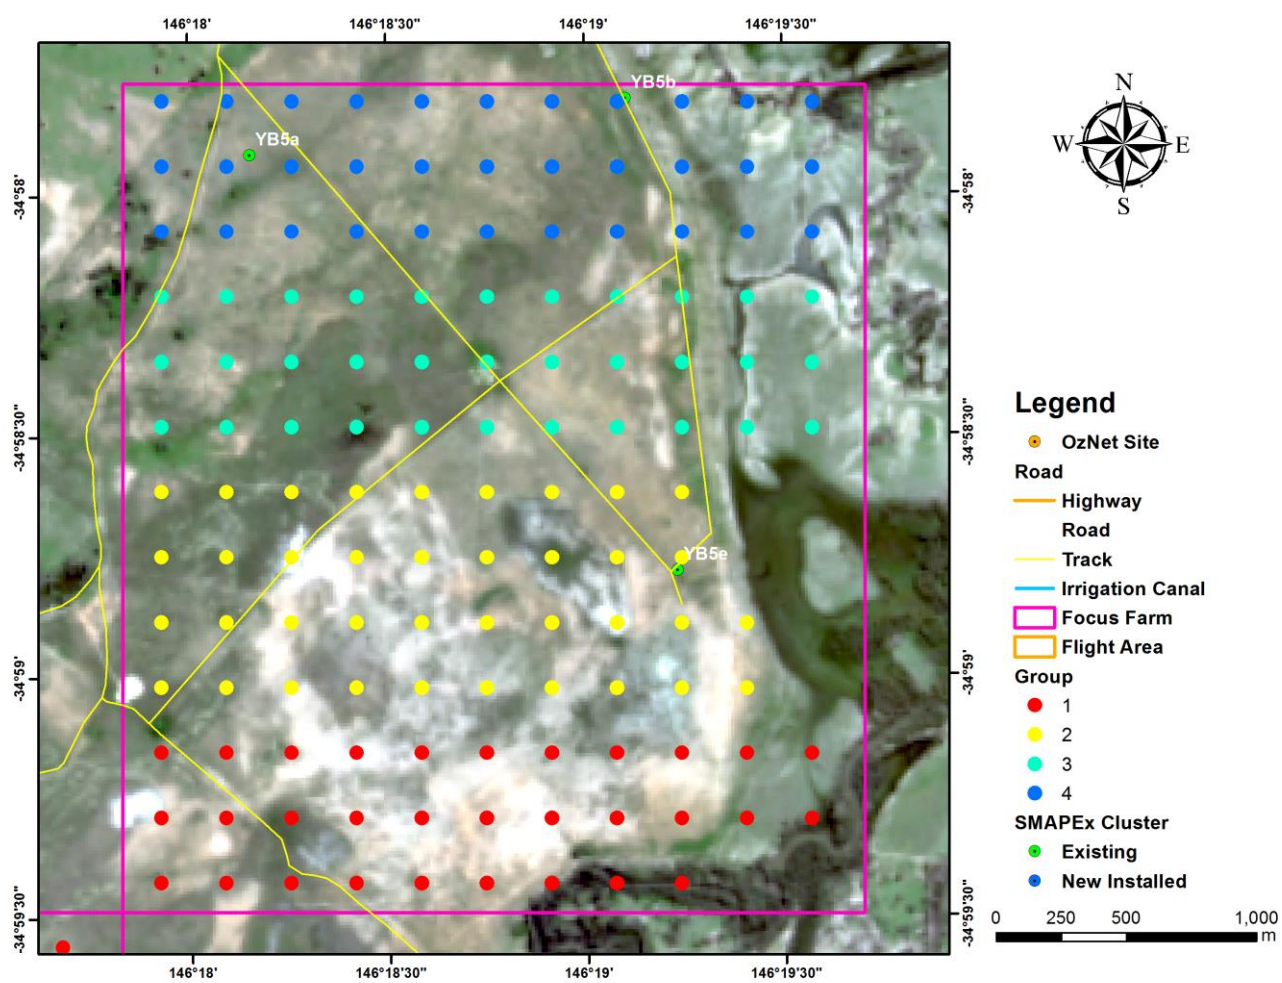 146°18' 146°18'30" 146°19' 146°19'30"
YB5b
YB5a
N
W E
S
-34°58' -34°58'
Legend
OzNet Site
-34°58'30" -34°58'30"
Road
Highway
Road
Track
YB5e
Irrigation Canal
Focus Farm
Flight Area
-34°59' -34°59'
Group
1
2
3
4
SMAPEx Cluster
Existing
New Installed
-34°59'30" -34°59'30"
0 250 500 1,000
m
146°18' 146°18'30" 146°19' 146°19'30"